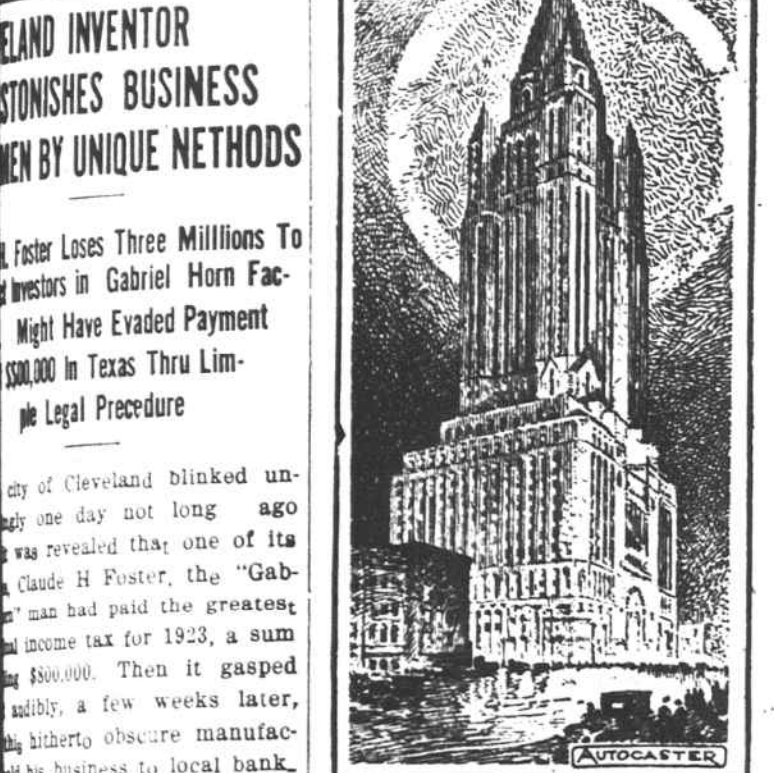 ELAND INVENTOR
STONISHES BUSINESS
MEN BY UNIQUE NETHODS
Foster Loses Three Milllions To
Investors in Gabriel Horn Fac-
Might Have Evaded Payment
$500,000 In Texas Thru Lim-
ple Legal Precedure
city of Cleveland blinked un-
gly one day not long ago
was revealed that one of its
Claude H Foster, the "Gab-
man had paid the greatest
income tax for 1923, a sum
$800,000. Then it gasped
audibly, a few weeks later,
this hitherto obscure manufac-
his business to local bank_
AUTOCASTER